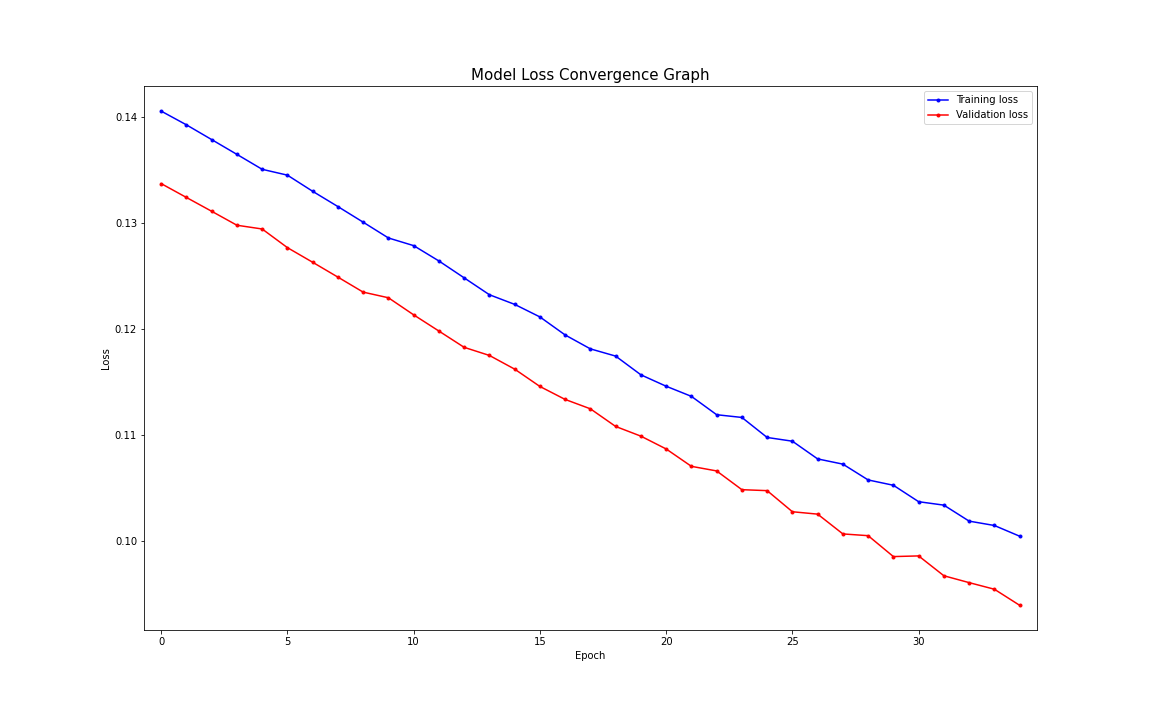 Model Loss Convergence Graph
Training loss
Validation loss
0.14
0.13
0.12
0.11
0.10
Loss
0 5 10 15 20 25 30
Epoch